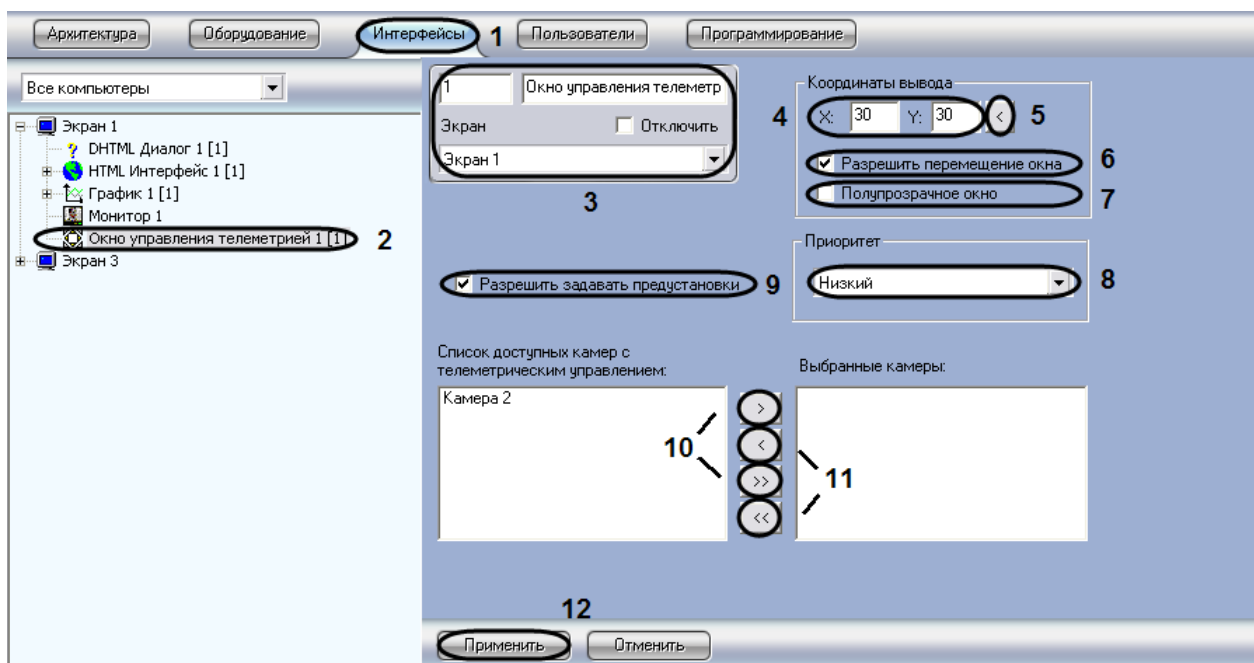 Архитектура Оборудование Интерфейсы 1 Пользователи Программирование
Все компьютеры
Экран 1
DHTML Диалог 1 [1]
HTML Интерфейс 1 [1]
График 1 [1]
Монитор 1
Окно управления телеметрией 1 [1] 2
Экран 3
1 Окно управления телеметр
Экран Отключить
Экран 1
3
Координаты вывода
4 X: 30 Y: 30 < 5
Разрешить перемещение окна 6
Полупрозрачное окно 7
Приоритет
Низкий 8
Разрешить задавать предустановки 9
Список доступных камер с
телеметрическим управлением:
Камера 2
Выбранные камеры:
>
<
>>
<<
10
11
12
Применить Отменить